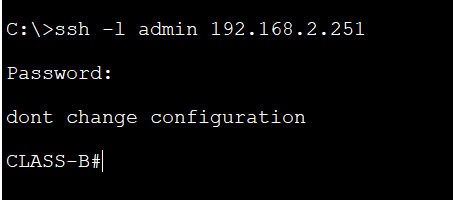 C:\>ssh -l admin 192.168.2.251
Password:
dont change configuration
CLASS-B#